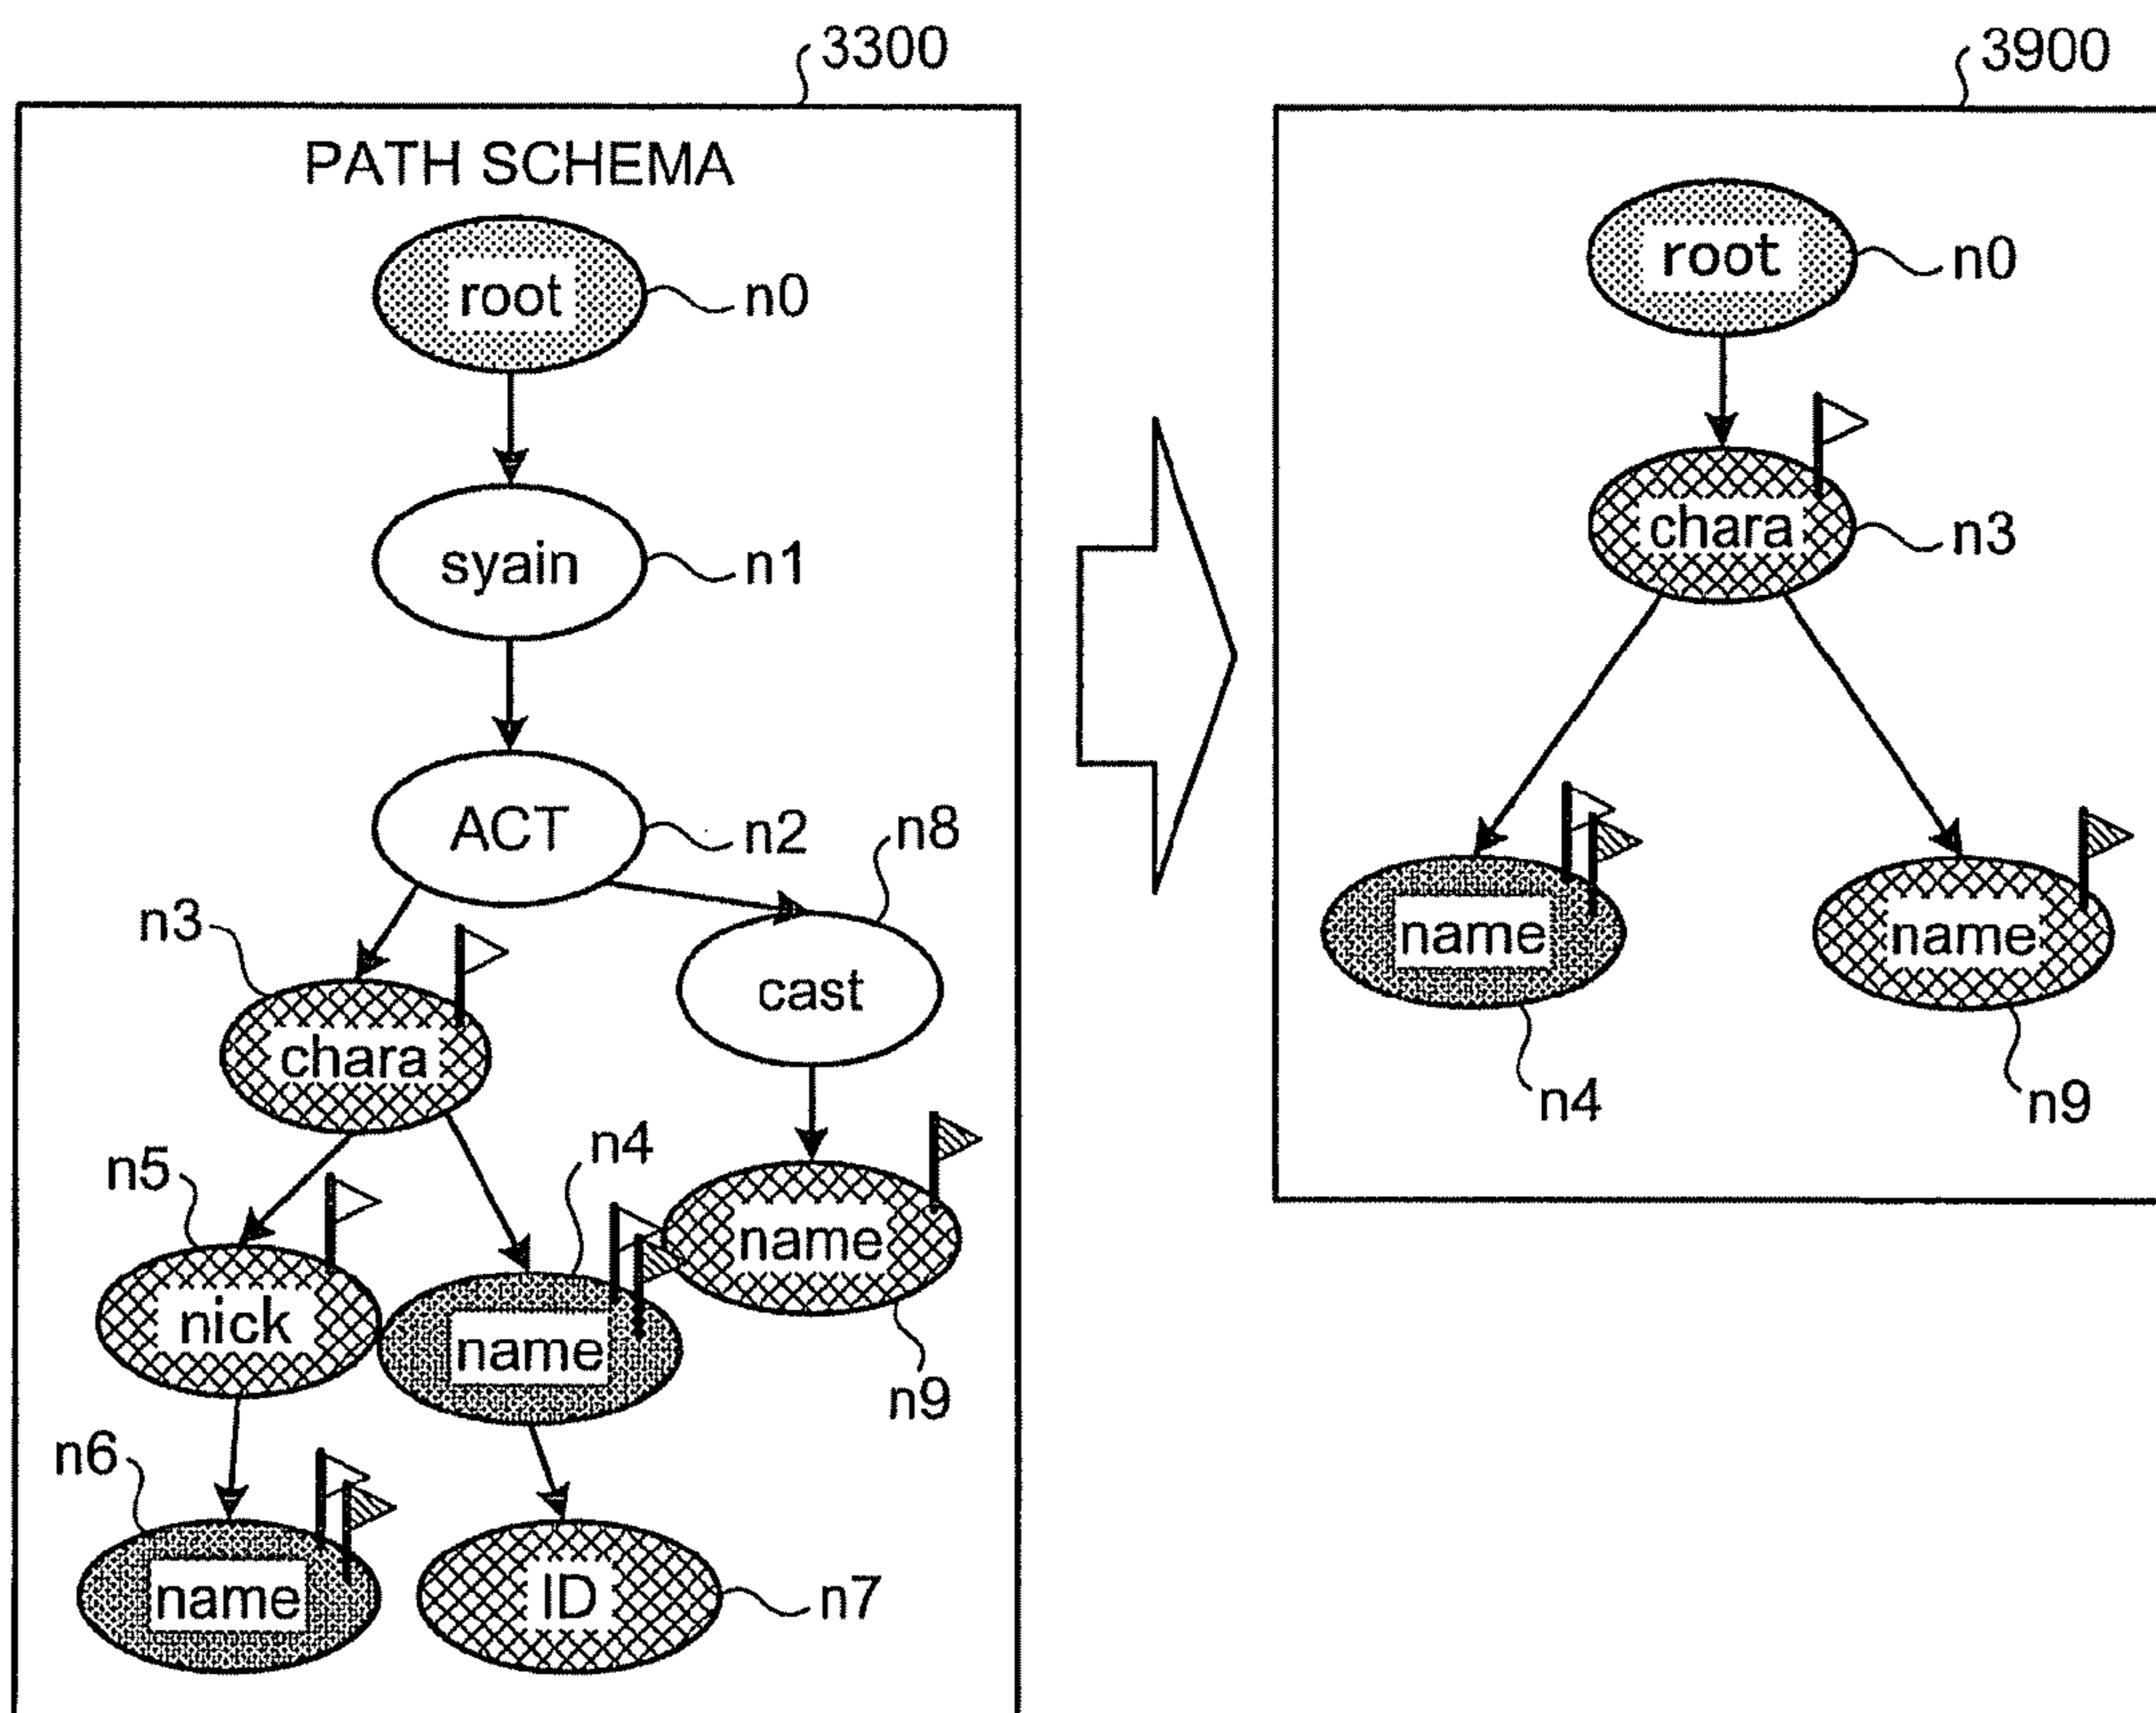 3300
PATH SCHEMA
root
n0
syain
n1
ACT
n2
n8
n3
cast
chara
n4
n5
name
nick
name
n9
n6
name
ID
n7
3900
root
n0
chara
n3
name
name
n4
n9